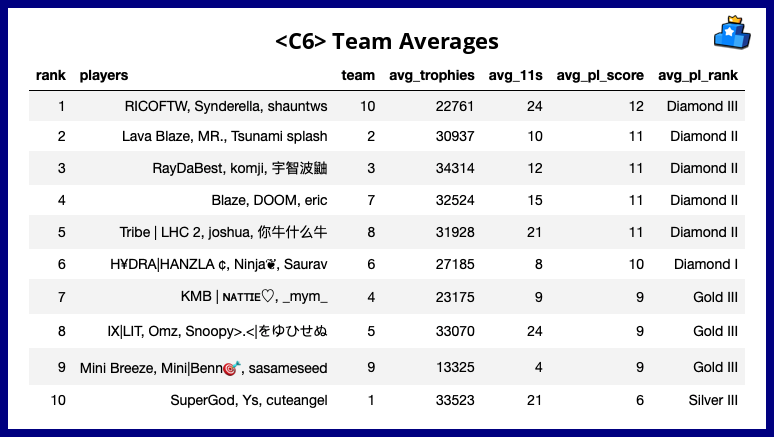 <C6> Team Averages
rank players team avg_trophies avg_11s avg_pl_score avg_pl_rank
1 RICOFTW, Synderella, shauntws 10 22761 24 12 Diamond III
2 Lava Blaze, MR., Tsunami splash 2 30937 10 11 Diamond II
3 RayDaBest, komji, 宇智波鼬 3 34314 12 11 Diamond II
4 Blaze, DOOM, eric 7 32524 15 11 Diamond II
5 Tribe | LHC 2, joshua, 你牛什么牛 8 31928 21 11 Diamond II
6 H¥DRA|HANZLA ¢, Ninja❦, Saurav 6 27185 8 10 Diamond I
7 KMB | ɴᴀᴛᴛɪᴇ♡, _mym_ 4 23175 9 9 Gold III
8 IX|LIT, Omz, Snoopy>.<|をゆひせぬ 5 33070 24 9 Gold III
9 Mini Breeze, Mini|Benn🎯, sasameseed 9 13325 4 9 Gold III
10 SuperGod, Ys, cuteangel 1 33523 21 6 Silver III